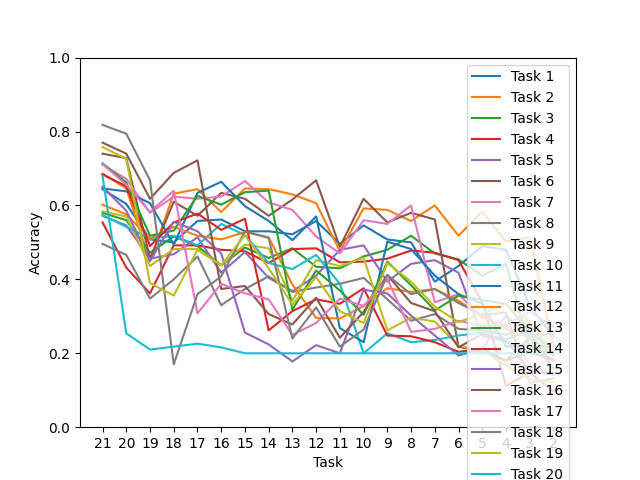 1.0
0.8
0.6
0.4
0.2
0.0
Accuracy
21 20 19 18 17 16 15 14 13 12 11 10 9 8 7 6 5 4 3 2
Task
Task 1
Task 2
Task 3
Task 4
Task 5
Task 6
Task 7
Task 8
Task 9
Task 10
Task 11
Task 12
Task 13
Task 14
Task 15
Task 16
Task 17
Task 18
Task 19
Task 20